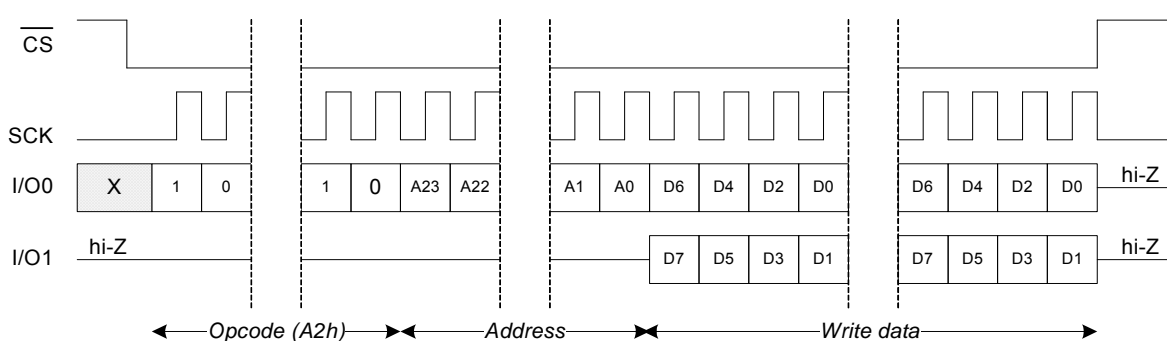 CS
SCK
I/O0 X 1 0 1 0 A23 A22 A1 A0 D6 D4 D2 D0 D6 D4 D2 D0 hi-Z
I/O1 hi-Z D7 D5 D3 D1 D7 D5 D3 D1 hi-Z
Opcode (A2h) Address Write data